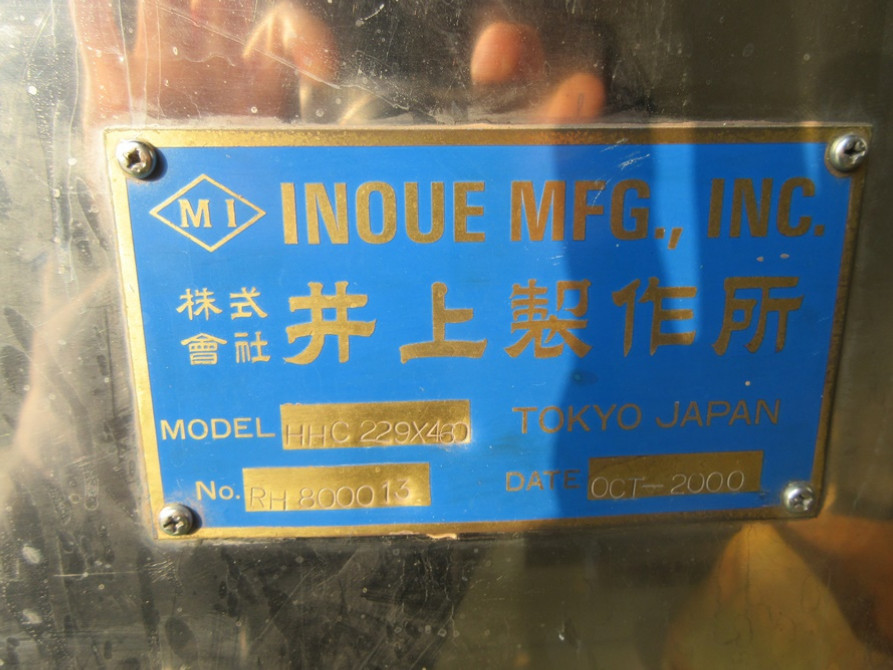 MI INOUE MFG., INC.
株式會社 井上製作所
MODEL HHC 229X460 TOKYO JAPAN
No. RH 800013 DATE OCT-2000